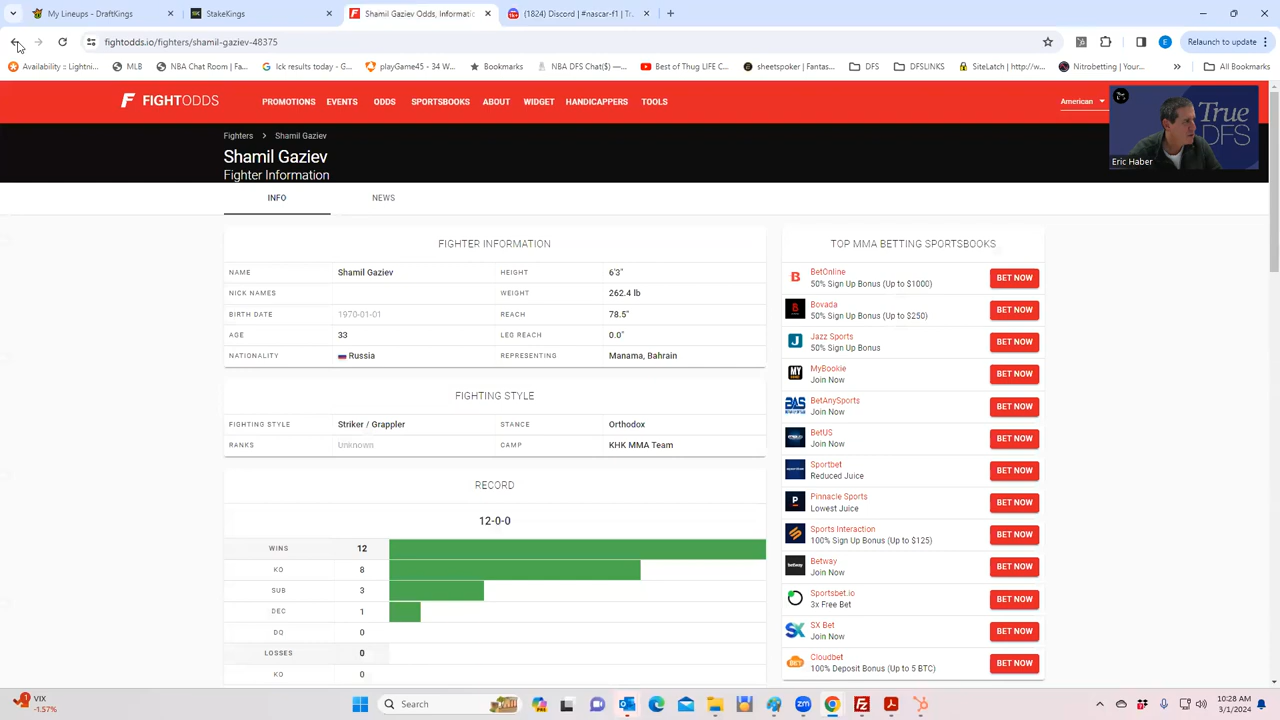 My Lineups - DraftKings
StakeKings
Shamil Gaziev Odds, Informatic
(1824) Discord | #nascar-f1 | Tr
fightodds.io/fighters/shamil-gaziev-48375
E
Relaunch to update
Availability :: Lightni...
MLB
NBA Chat Room | Fa...
Ick results today - G...
playGame45 - 34 W...
Bookmarks
NBA DFS Chat($) —...
Best of Thug LIFE C...
sheetspoker | Fantas...
DFS
DFSLINKS
SiteLatch | http://w...
Nitrobetting | Your...
All Bookmarks
FIGHTODDS
PROMOTIONS
EVENTS
ODDS
SPORTSBOOKS
ABOUT
WIDGET
HANDICAPPERS
TOOLS
American
True
DFS
Eric Haber
Fighters > Shamil Gaziev
Shamil Gaziev
Fighter Information
INFO
NEWS
FIGHTER INFORMATION
NAME Shamil Gaziev HEIGHT 6'3"
NICK NAMES WEIGHT 262.4 lb
BIRTH DATE 1970-01-01 REACH 78.5"
AGE 33 LEG REACH 0.0"
NATIONALITY Russia REPRESENTING Manama, Bahrain
FIGHTING STYLE
FIGHTING STYLE Striker / Grappler STANCE Orthodox
RANKS Unknown CAMP KHK MMA Team
RECORD
12-0-0
WINS 12
KO 8
SUB 3
DEC 1
DQ 0
LOSSES 0
KO 0
TOP MMA BETTING SPORTSBOOKS
BetOnline
50% Sign Up Bonus (Up to $1000)
BET NOW
Bovada
50% Sign Up Bonus (Up to $250)
BET NOW
Jazz Sports
50% Sign Up Bonus
BET NOW
MyBookie
Join Now
BET NOW
BetAnySports
Join Now
BET NOW
BetUS
Join Now
BET NOW
Sportbet
Reduced Juice
BET NOW
Pinnacle Sports
Lowest Juice
BET NOW
Sports Interaction
100% Sign Up Bonus (Up to $125)
BET NOW
Betway
Join Now
BET NOW
Sportsbet.io
3x Free Bet
BET NOW
SX Bet
Join Now
BET NOW
Cloudbet
100% Deposit Bonus (Up to 5 BTC)
BET NOW
VIX
-1.57%
Search
10:28 AM
3/1/2024